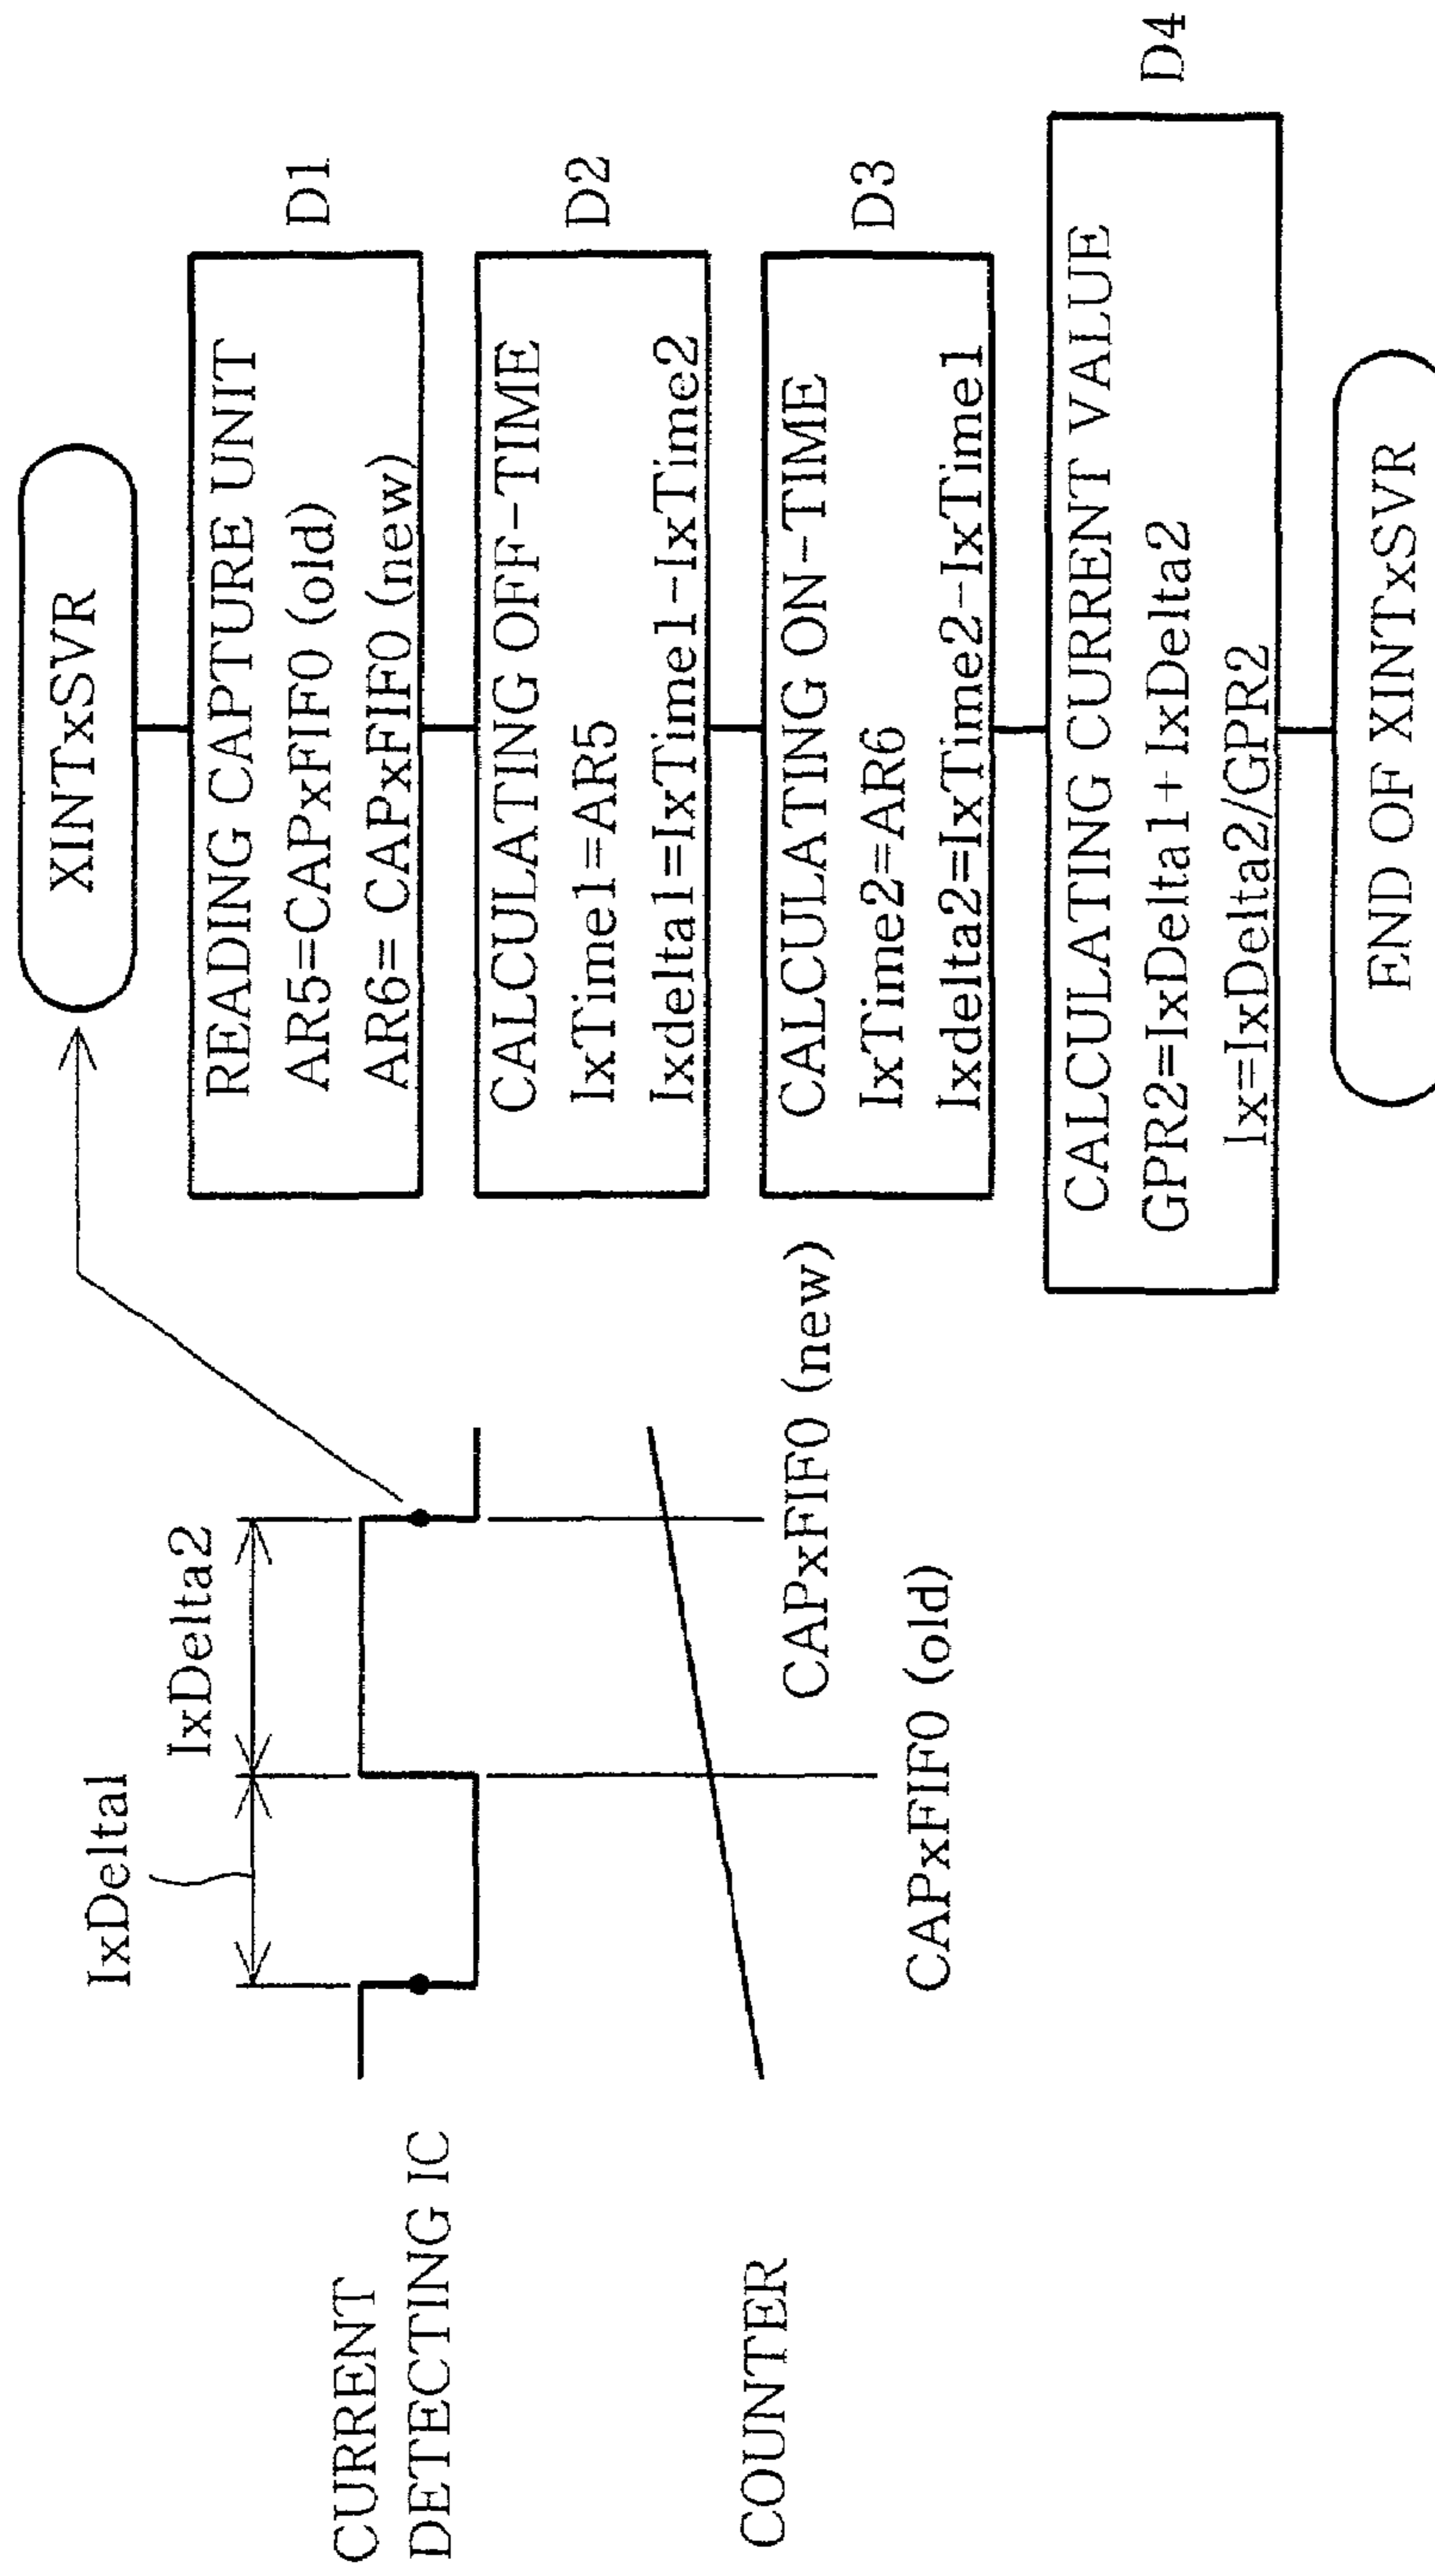 IxDelta1
IxDelta2
CURRENT
DETECTING IC
COUNTER
CAPxFIFO (new)
CAPxFIFO (old)
XINTxSVR
READING CAPTURE UNIT
AR5=CAPxFIFO (old)
AR6= CAPxFIFO (new)
D1
CALCULATING OFF-TIME
IxTime1=AR5
Ixdelta1=IxTime1-IxTime2
D2
CALCULATING ON-TIME
IxTime2=AR6
Ixdelta2=IxTime2-IxTime1
D3
CALCULATING CURRENT VALUE
GPR2=IxDelta1+IxDelta2
Ix=IxDelta2/GPR2
D4
END OF XINTxSVR